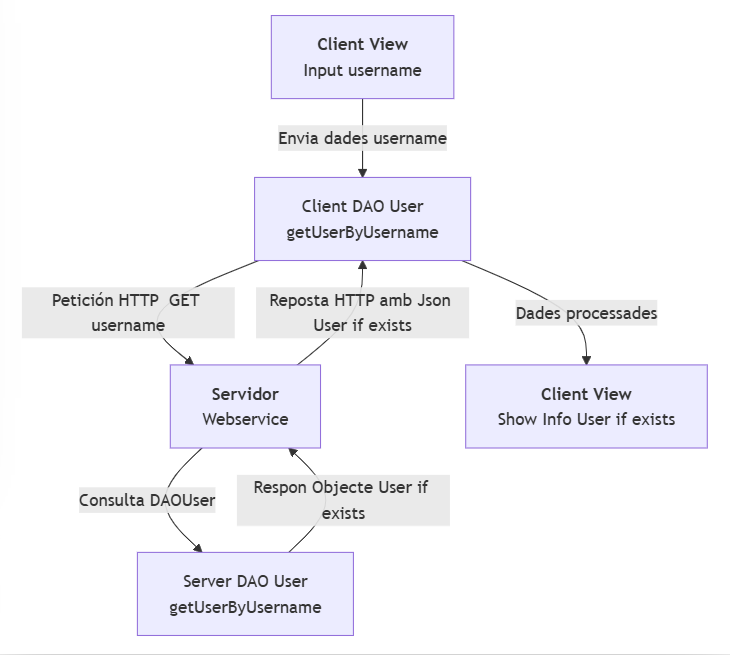 Client View
Input username
Envia dades username
Client DAO User
getUserByUsername
Petición HTTP  GET
username
Reposta HTTP amb Json
User if exists
Dades processades
Servidor
Webservice
Client View
Show Info User if exists
Consulta DAOUser
Respon Objecte User if
exists
Server DAO User
getUserByUsername